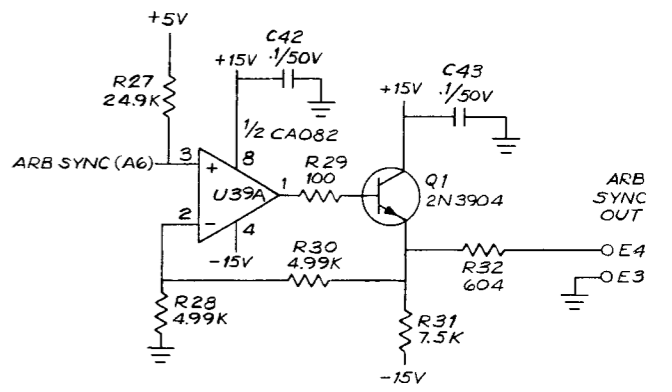 +5V
R27
24.9K
+15V
C42
.1/50V
+15V
C43
.1/50V
1/2 CA082
ARB SYNC (A6)
3
+
8
U39A
1
2
-
4
-15V
R29
100
Q1
2N3904
ARB
SYNC
OUT
R30
4.99K
R32
604
E4
E3
R28
4.99K
R31
7.5K
-15V